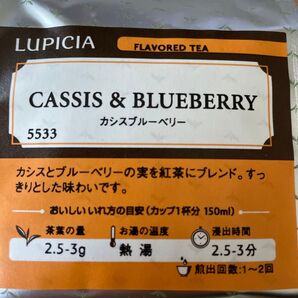 LUPICIA
FLAVORED TEA
CASSIS & BLUEBERRY
カシスブルーベリー
5533
カシスとブルーベリーの実を紅茶にブレンド。すっ
きりとした味わいです。
おいしいいれ方の目安(カップ1杯分 150ml)
茶葉の量
お湯の温度
浸出時間
2.5-3g
熱湯
2.5-3分
煎出回数:1〜2回